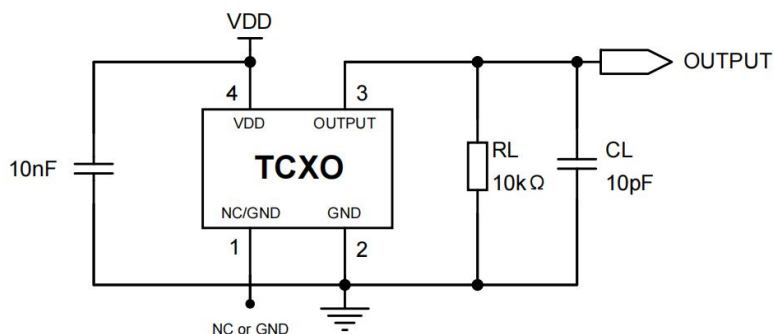 VDD
OUTPUT
4
3
VDD
OUTPUT
TCXO
10nF
RL
10kΩ
CL
10pF
NC/GND
GND
1
2
NC or GND